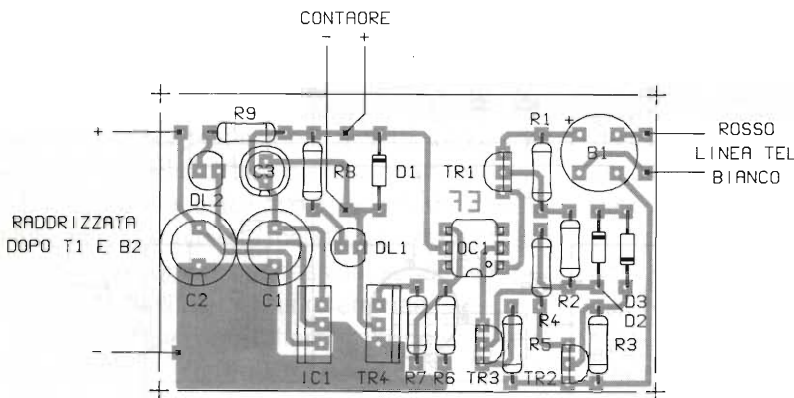 CONTAORE
- +
R9
R1
+
+
ROSSO
C3
R8
D1
TR1
B1
LINEA TEL
BIANCO
DL2
FE
RADDRIZZATA
DOPO T1 E B2
DL1
OC1
C2
C1
R4
R2
D3
D2
-
IC1
TR4
R7
R6
TR3
R5
TR2
R3